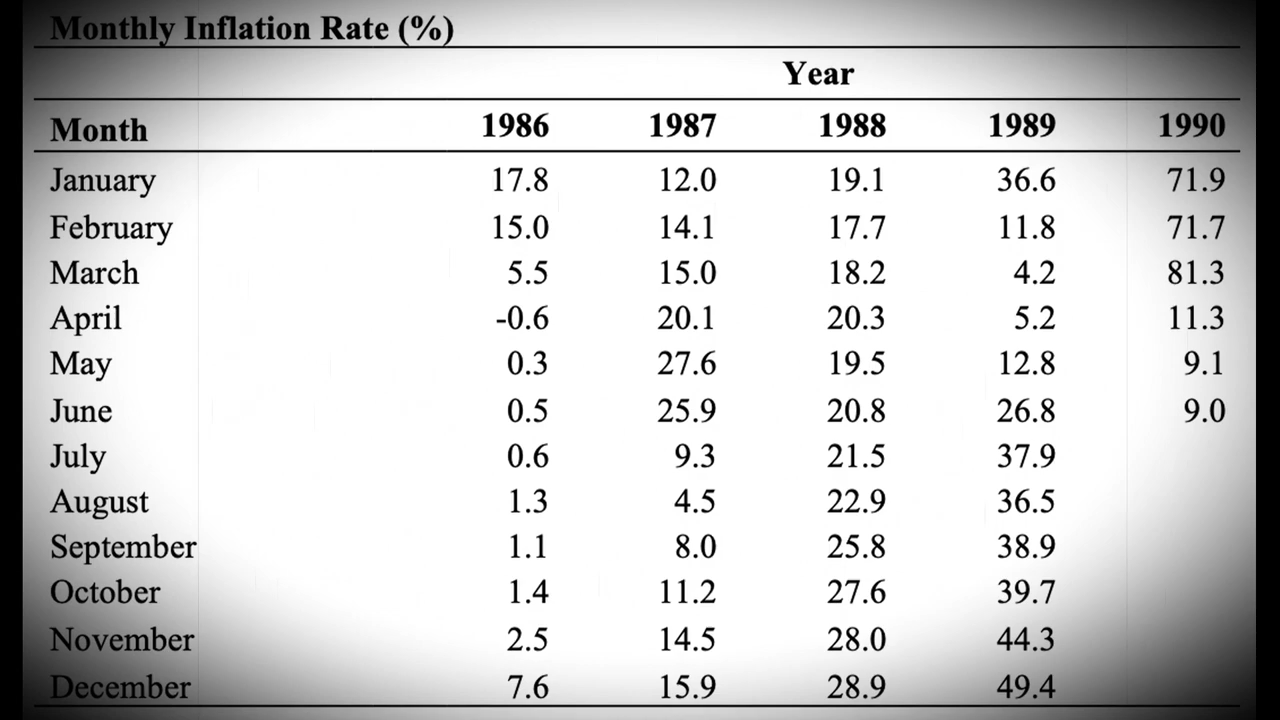 Monthly Inflation Rate (%)
Year
Month 1986 1987 1988 1989 1990
January 17.8 12.0 19.1 36.6 71.9
February 15.0 14.1 17.7 11.8 71.7
March 5.5 15.0 18.2 4.2 81.3
April -0.6 20.1 20.3 5.2 11.3
May 0.3 27.6 19.5 12.8 9.1
June 0.5 25.9 20.8 26.8 9.0
July 0.6 9.3 21.5 37.9
August 1.3 4.5 22.9 36.5
September 1.1 8.0 25.8 38.9
October 1.4 11.2 27.6 39.7
November 2.5 14.5 28.0 44.3
December 7.6 15.9 28.9 49.4